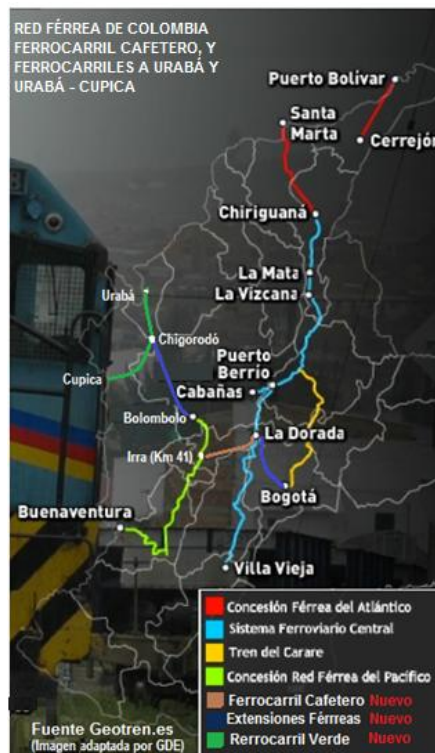 RED FÉRREA DE COLOMBIA
FERROCARRIL CAFETERO, Y
FERROCARRILES A URABÁ Y
URABÁ - CUPICA
Puerto Bolívar
Santa
Marta
Cerrejón
Chiriguaná
La Mata
La Vizcana
Urabá
Chigorodó
Puerto
Berrio
Cupica
Cabañas
Bolombolo
La Dorada
Irra (Km 41)
Bogotá
Buenaventura
Villa Vieja
Concesión Férrea del Atlántico
Sistema Ferroviario Central
Tren del Carare
Concesión Red Férrea del Pacífico
Ferrocarril Cafetero Nuevo
Extensiones Férrreas Nuevo
Rerrocarril Verde Nuevo
Fuente Geotren.es
(Imagen adaptada por GDE)